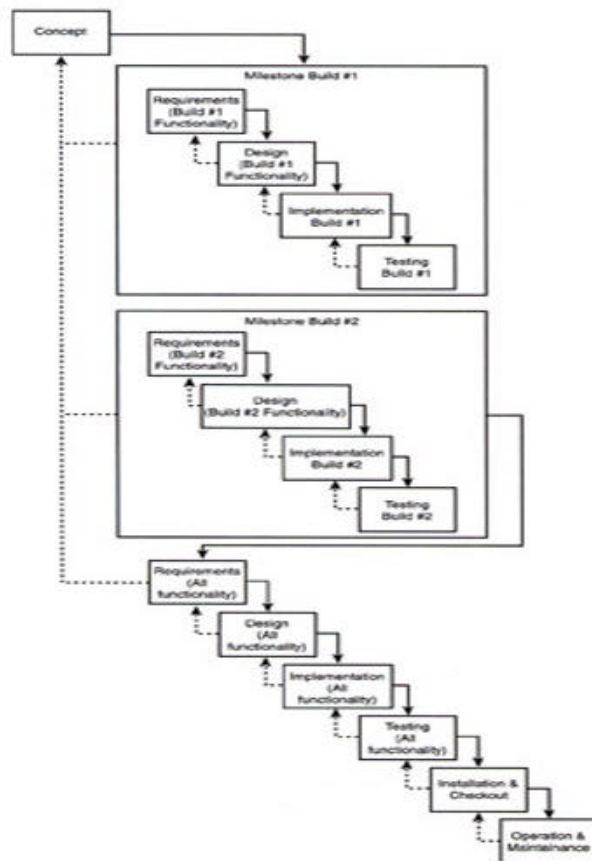 Concept
Milestone Build #1
Requirements
(Build #1
Functionality)
Design
(Build #1
Functionality)
Implementation
Build #1
Testing
Build #1
Milestone Build #2
Requirements
(Build #2
Functionality)
Design
(Build #2 Functionality)
Implementation
Build #2
Testing
Build #2
Requirements
(All
functionality)
Design
(All
functionality)
Implementation
(All
functionality)
Testing
(All
functionality)
Installation &
Checkout
Operation &
Maintainance